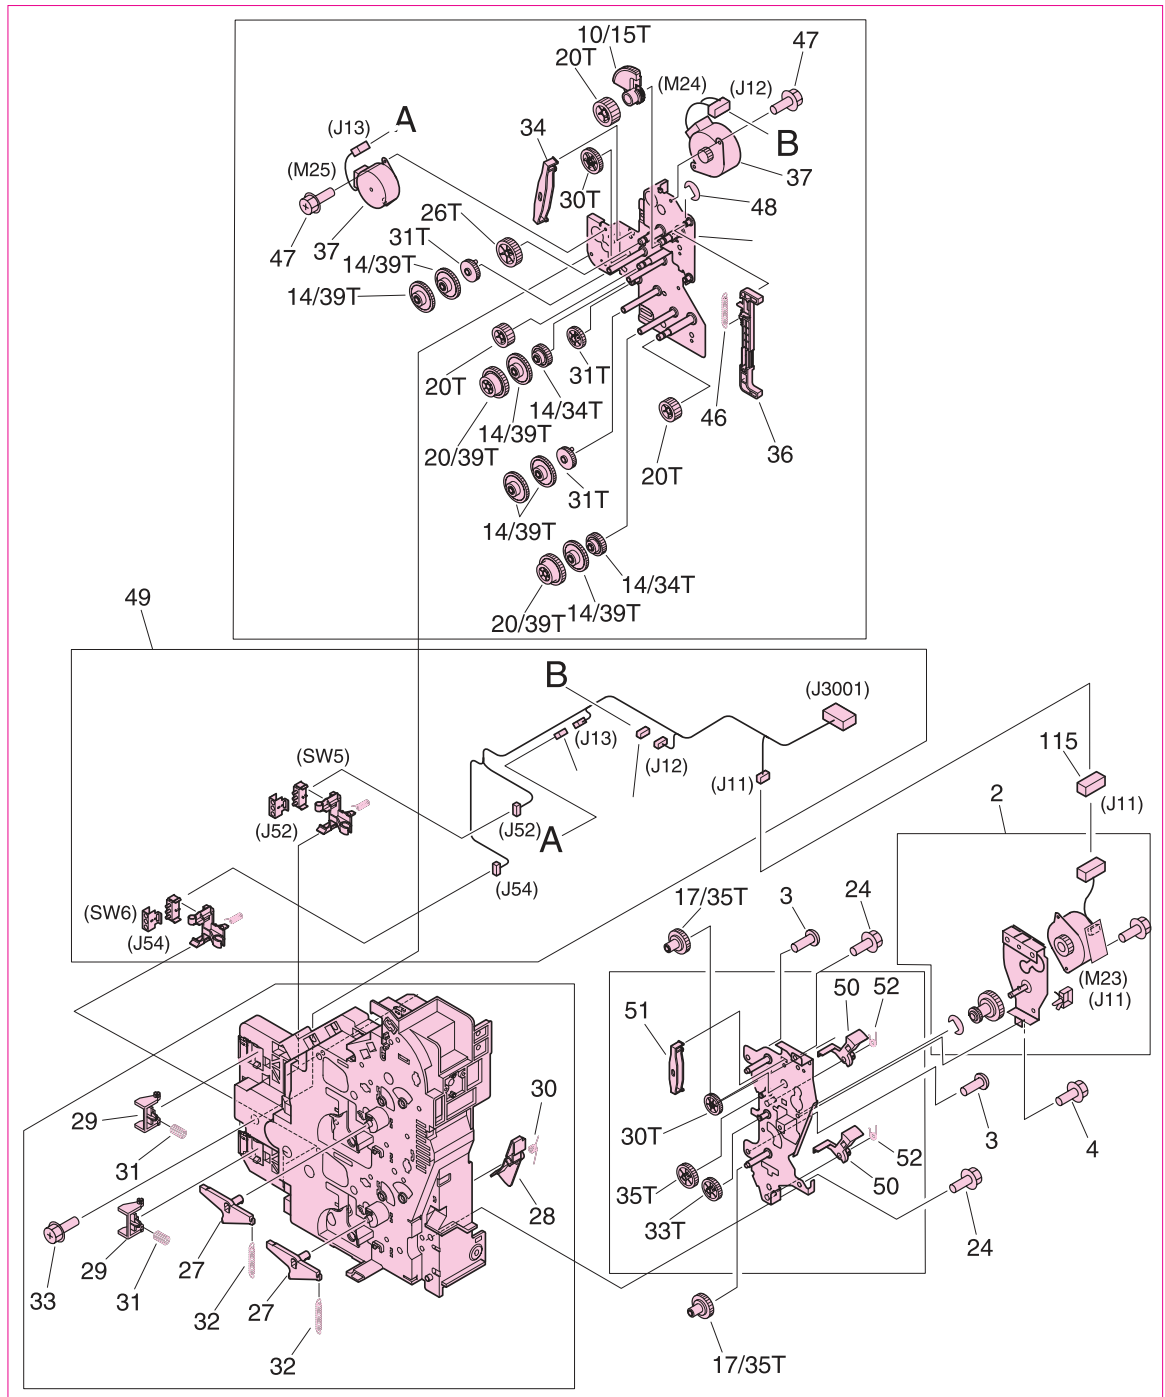 10/15T
47
20T
(M24)
(J12)
A
(J13)
34
B
(M25)
30T
37
48
26T
31T
47
37
14/39T
14/39T
20T
31T
46
14/34T
14/39T
20/39T
36
20T
31T
14/39T
14/34T
49
14/39T
20/39T
B
(J3001)
(J13)
115
(SW5)
(J12)
(J11)
2
(J11)
(J52)
(J52)
A
(J54)
17/35T
3
24
(SW6)
(J54)
(M23)
(J11)
50
52
51
30
29
30T
3
4
31
52
35T
50
28
33T
24
29
27
33
31
32
27
32
17/35T